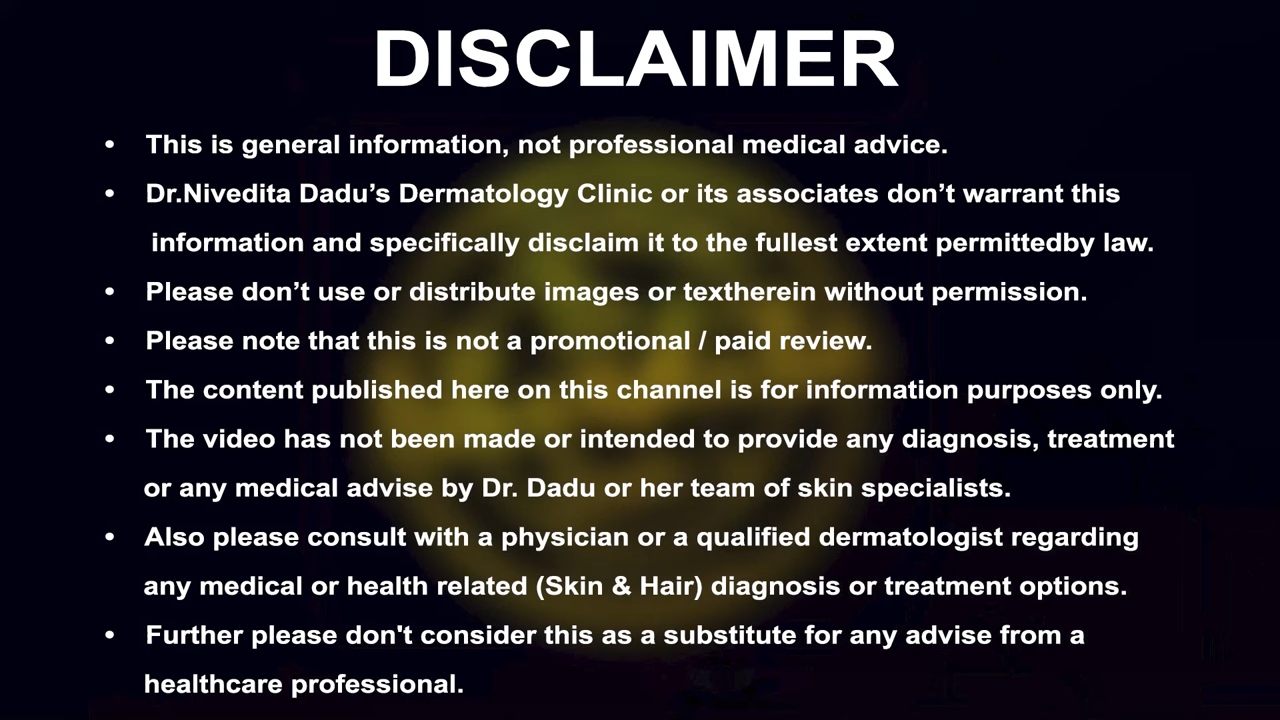 DISCLAIMER
• This is general information, not professional medical advice.
• Dr.Nivedita Dadu’s Dermatology Clinic or its associates don’t warrant this
information and specifically disclaim it to the fullest extent permittedby law.
• Please don’t use or distribute images or textherein without permission.
• Please note that this is not a promotional / paid review.
• The content published here on this channel is for information purposes only.
• The video has not been made or intended to provide any diagnosis, treatment
or any medical advise by Dr. Dadu or her team of skin specialists.
• Also please consult with a physician or a qualified dermatologist regarding
any medical or health related (Skin & Hair) diagnosis or treatment options.
• Further please don't consider this as a substitute for any advise from a
healthcare professional.